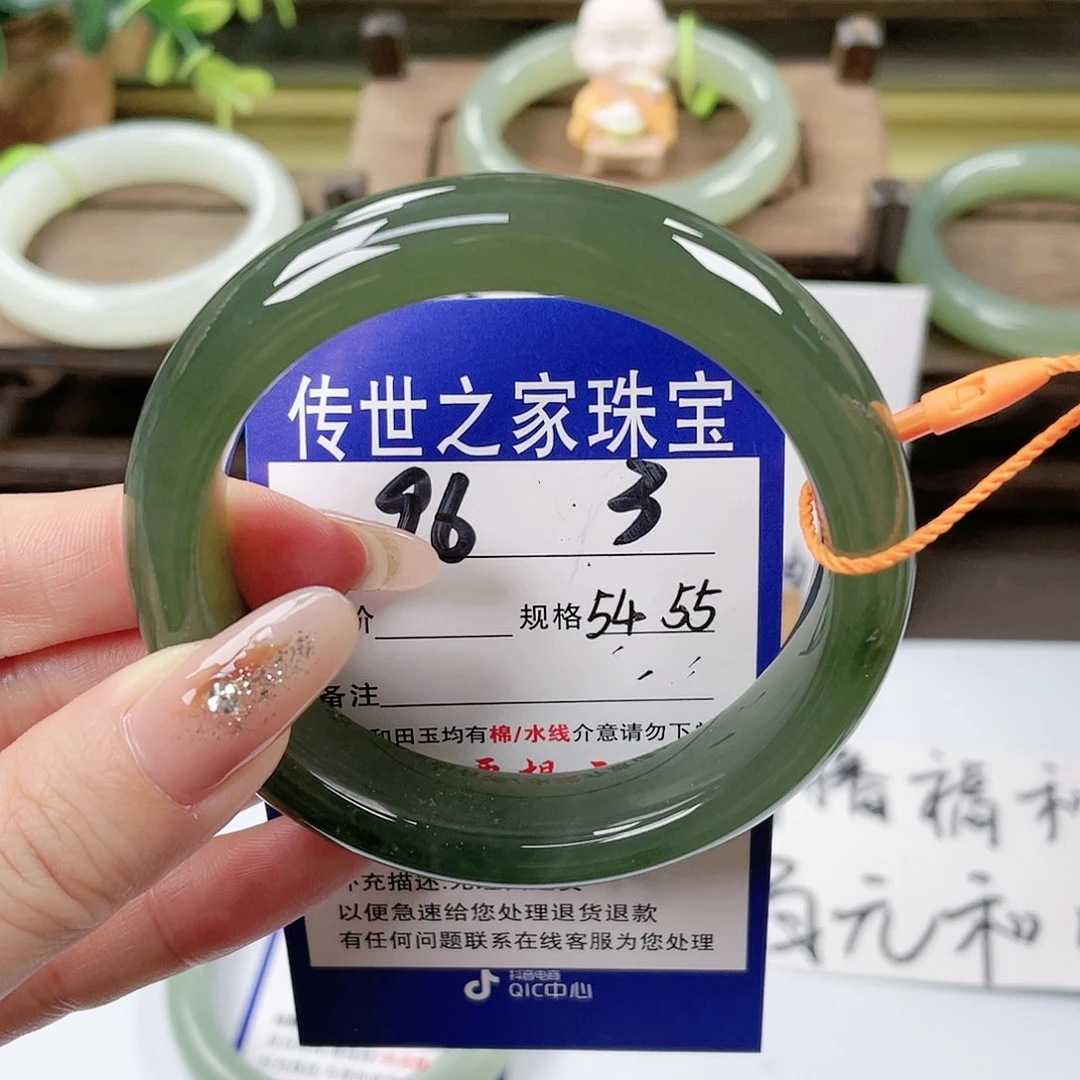 传世之家珠宝
96 3
价 规格 54-55
备注
和田玉均有棉/水线介意请勿下
补充描述:
以便急速给您处理退货退款
有任何问题联系在线客服为您处理
抖音电商
QIC中心
福
元和